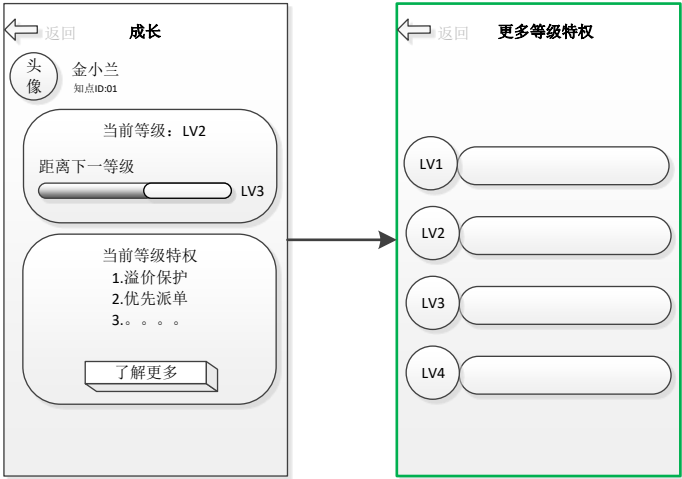 返回 成长
头像
金小兰
知点ID:01
当前等级：LV2
距离下一等级
LV3
当前等级特权
1.溢价保护
2.优先派单
3.。。。。
了解更多
返回 更多等级特权
LV1
LV2
LV3
LV4